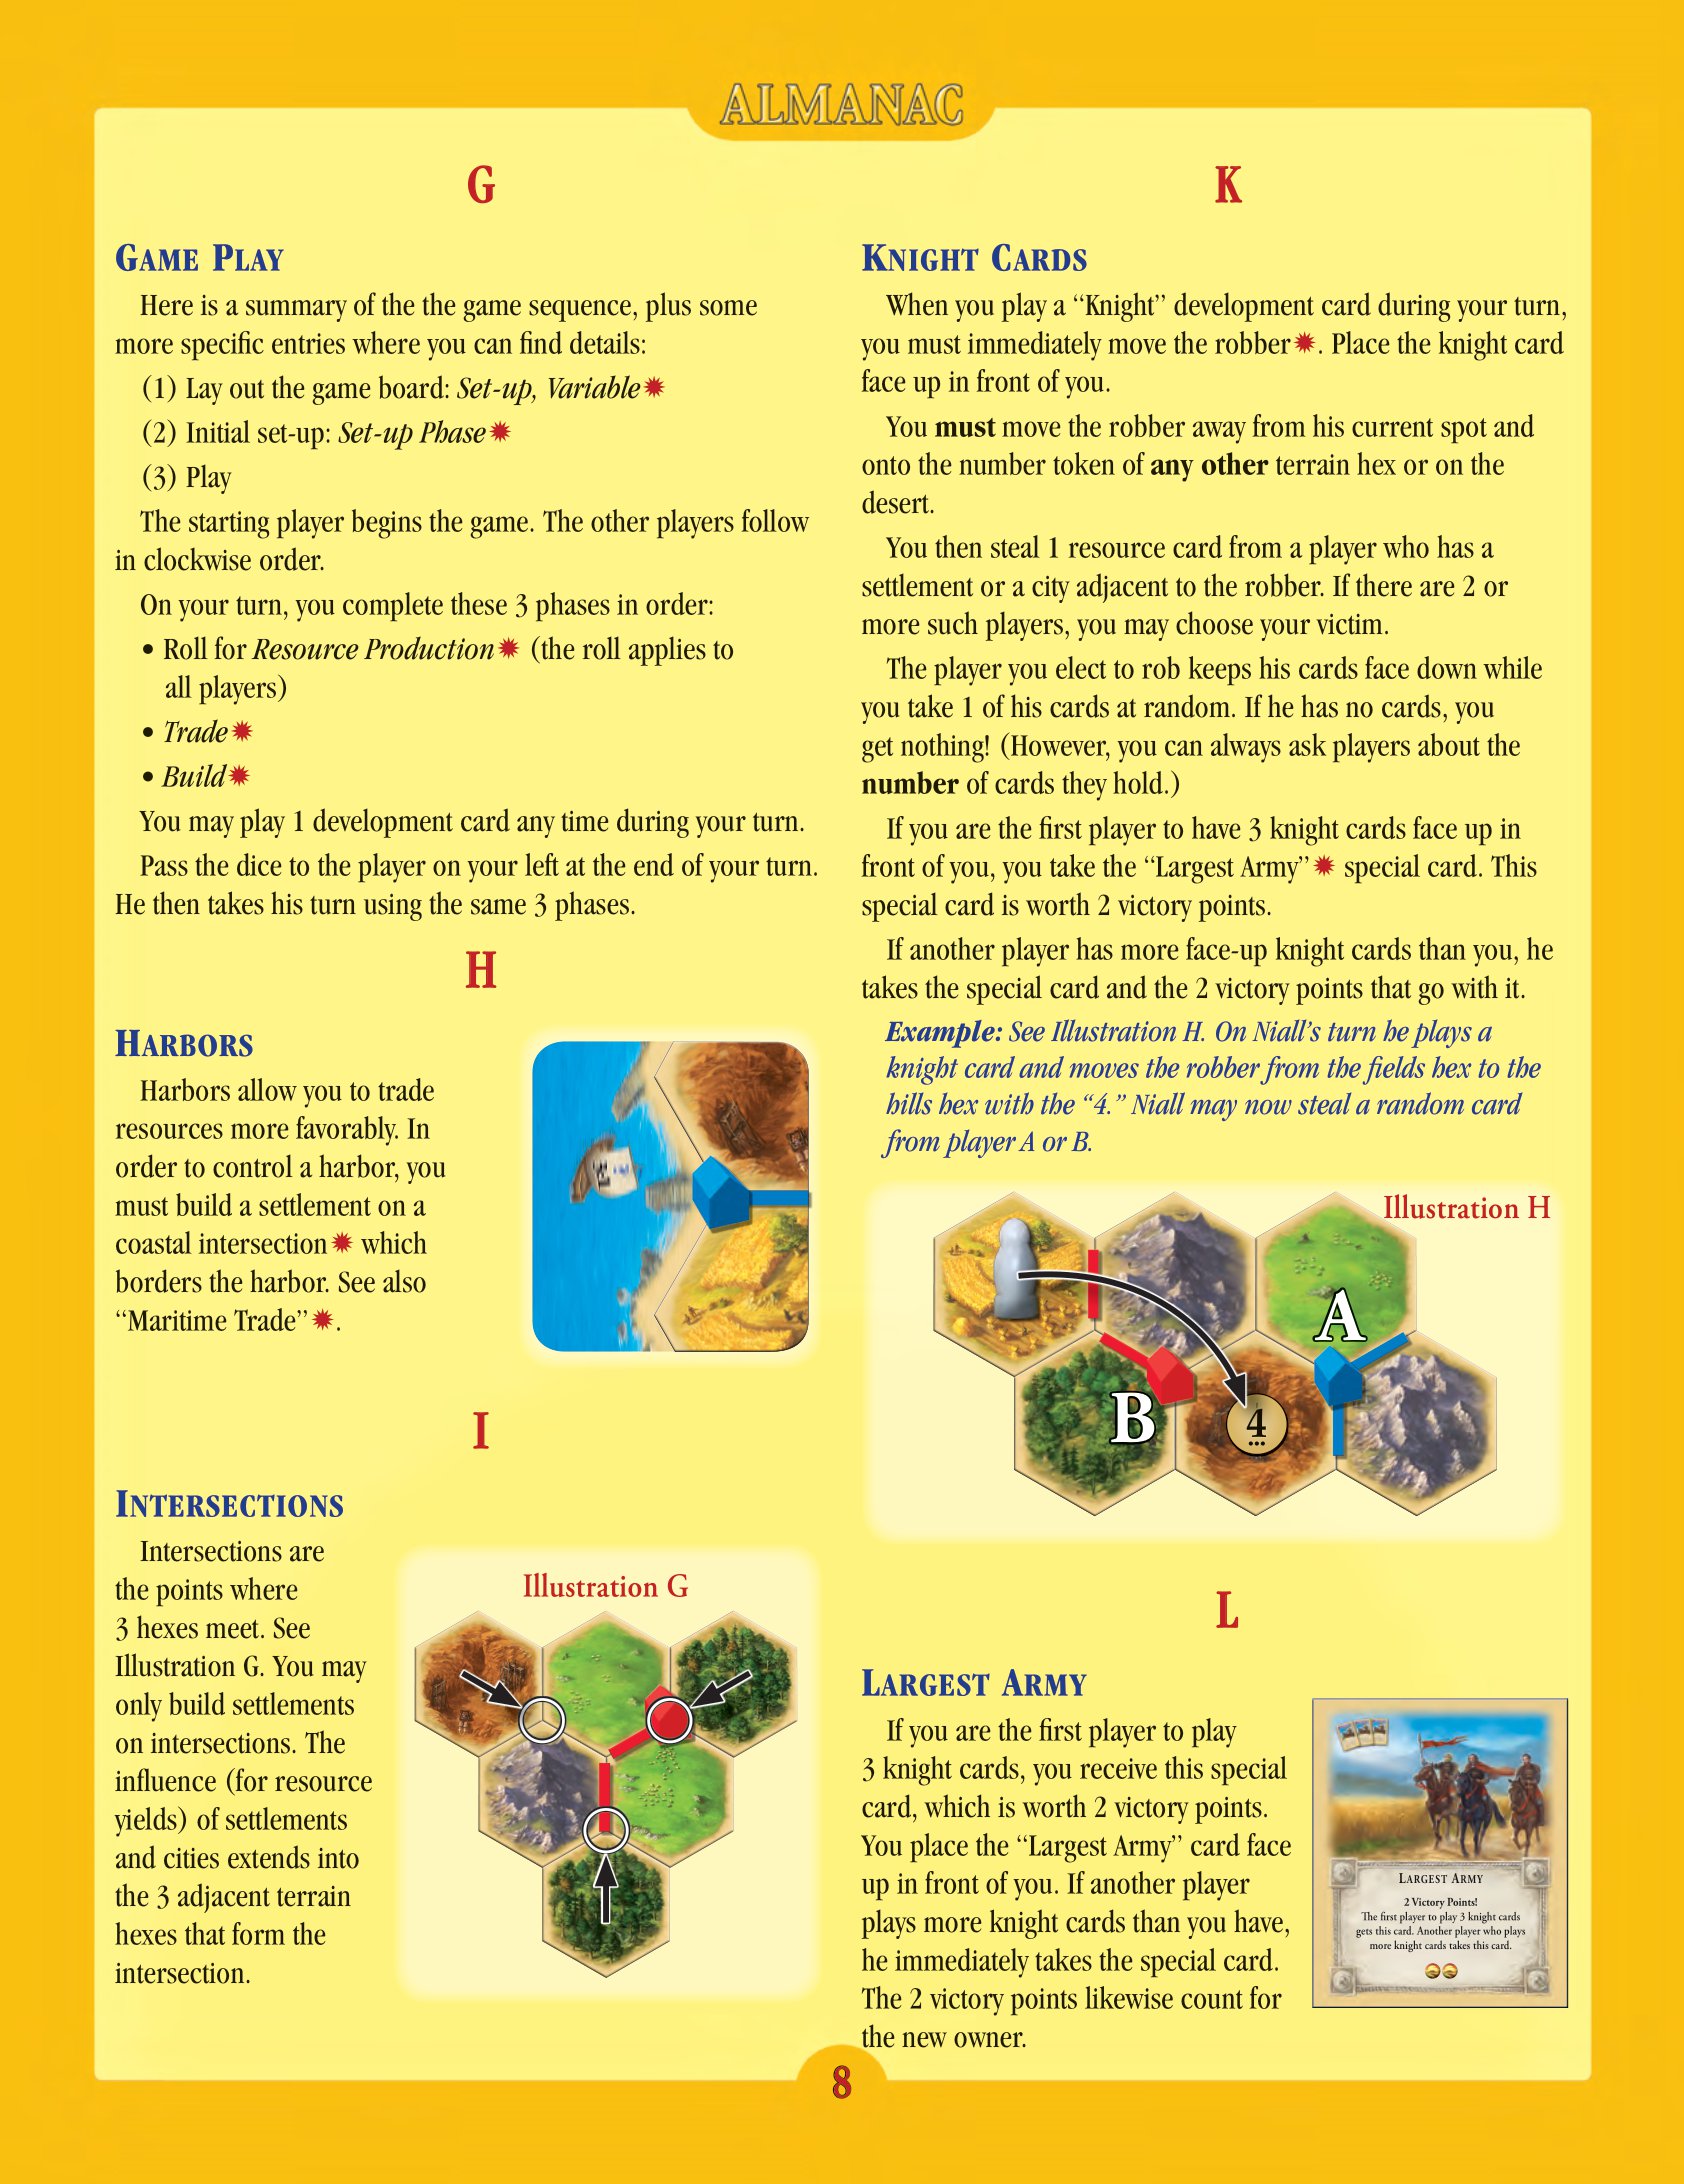 ALMANAC
G
GAME PLAY
Here is a summary of the the game sequence, plus some
more specific entries where you can find details:
(1) Lay out the game board: Set-up, Variable✹
(2) Initial set-up: Set-up Phase✹
(3) Play
The starting player begins the game. The other players follow
in clockwise order.
On your turn, you complete these 3 phases in order:
• Roll for Resource Production✹ (the roll applies to
all players)
• Trade✹
• Build✹
You may play 1 development card any time during your turn.
Pass the dice to the player on your left at the end of your turn.
He then takes his turn using the same 3 phases.
H
HARBORS
Harbors allow you to trade
resources more favorably. In
order to control a harbor, you
must build a settlement on a
coastal intersection✹ which
borders the harbor. See also
“Maritime Trade”✹.
I
INTERSECTIONS
Intersections are
the points where
3 hexes meet. See
Illustration G. You may
only build settlements
on intersections. The
influence (for resource
yields) of settlements
and cities extends into
the 3 adjacent terrain
hexes that form the
intersection.
Illustration G
K
KNIGHT CARDS
When you play a “Knight” development card during your turn,
you must immediately move the robber✹. Place the knight card
face up in front of you.
You must move the robber away from his current spot and
onto the number token of any other terrain hex or on the
desert.
You then steal 1 resource card from a player who has a
settlement or a city adjacent to the robber. If there are 2 or
more such players, you may choose your victim.
The player you elect to rob keeps his cards face down while
you take 1 of his cards at random. If he has no cards, you
get nothing! (However, you can always ask players about the
number of cards they hold.)
If you are the first player to have 3 knight cards face up in
front of you, you take the “Largest Army”✹ special card. This
special card is worth 2 victory points.
If another player has more face-up knight cards than you, he
takes the special card and the 2 victory points that go with it.
Example: See Illustration H. On Niall’s turn he plays a
knight card and moves the robber from the fields hex to the
hills hex with the “4.” Niall may now steal a random card
from player A or B.
Illustration H
A
B
4
L
LARGEST ARMY
If you are the first player to play
3 knight cards, you receive this special
card, which is worth 2 victory points.
You place the “Largest Army” card face
up in front of you. If another player
plays more knight cards than you have,
he immediately takes the special card.
The 2 victory points likewise count for
the new owner.
LARGEST ARMY
2 Victory Points!
The first player to play 3 knight cards
gets this card. Another player who plays
more knight cards takes this card.
8